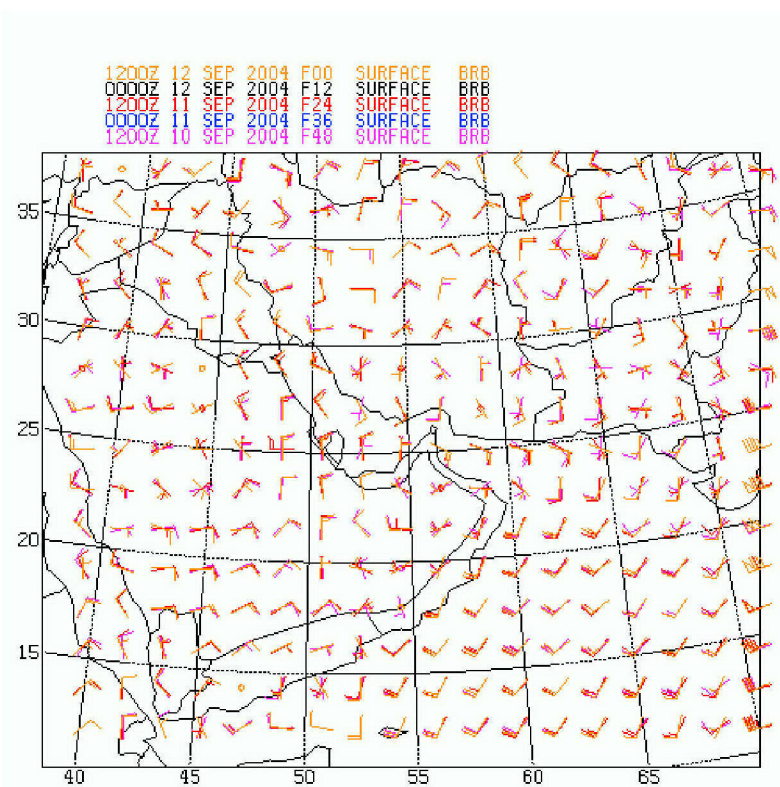 1200Z 12 SEP 2004 F00 SURFACE BRB
0000Z 12 SEP 2004 F12 SURFACE BRB
1200Z 11 SEP 2004 F24 SURFACE BRB
0000Z 11 SEP 2004 F36 SURFACE BRB
1200Z 10 SEP 2004 F48 SURFACE BRB
35
30
25
20
15
40 45 50 55 60 65